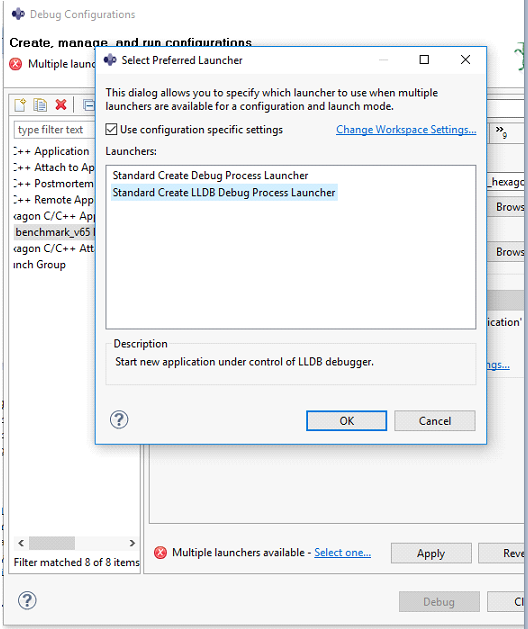 Debug Configurations
Create, manage, and run configurations
Multiple laun
Select Preferred Launcher
This dialog allows you to specify which launcher to use when multiple
launchers are available for a configuration and launch mode.
Use configuration specific settings
Change Workspace Settings...
Launchers:
Standard Create Debug Process Launcher
Standard Create LLDB Debug Process Launcher
Description
Start new application under control of LLDB debugger.
OK
Cancel
type filter text
C++ Application
C++ Attach to Ap
C++ Postmortem
C++ Remote App
xagon C/C++ App
benchmark_v65
xagon C/C++ Atta
unch Group
9
_hexago
Brows
Brows
ication'
ngs...
Filter matched 8 of 8 items
Multiple launchers available - Select one...
Apply
Reve
Debug
Cl